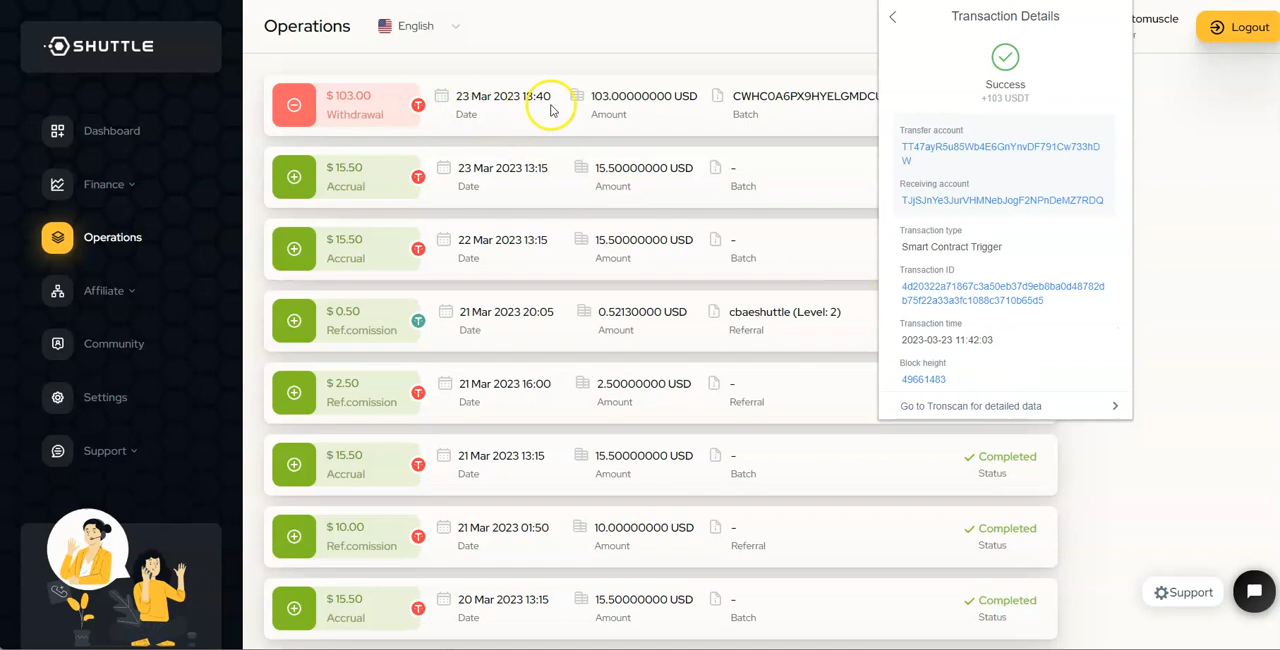 SHUTTLE
Dashboard
Finance
Operations
Affiliate
Community
Settings
Support
Operations
English
tomuscle
Logout
$ 103.00
Withdrawal
T
23 Mar 2023 13:40
Date
103.00000000 USD
Amount
CWHC0A6PX9HYELGMDCU
Batch
$ 15.50
Accrual
T
23 Mar 2023 13:15
Date
15.50000000 USD
Amount
-
Batch
$ 15.50
Accrual
T
22 Mar 2023 13:15
Date
15.50000000 USD
Amount
-
Batch
$ 0.50
Ref.comission
T
21 Mar 2023 20:05
Date
0.52130000 USD
Amount
cbaeshuttle (Level: 2)
Referral
$ 2.50
Ref.comission
T
21 Mar 2023 16:00
Date
2.50000000 USD
Amount
-
Referral
$ 15.50
Accrual
T
21 Mar 2023 13:15
Date
15.50000000 USD
Amount
-
Batch
Completed
Status
$ 10.00
Ref.comission
T
21 Mar 2023 01:50
Date
10.00000000 USD
Amount
-
Referral
Completed
Status
$ 15.50
Accrual
T
20 Mar 2023 13:15
Date
15.50000000 USD
Amount
-
Batch
Completed
Status
Transaction Details
Success
+103 USDT
Transfer account
TT47ayR5u85Wb4E6GnYnvDF791Cw733hD
W
Receiving account
TJjSJnYe3JurVHMNebJogF2NPnDeMZ7RDQ
Transaction type
Smart Contract Trigger
Transaction ID
4d20322a71867c3a50eb37d9eb8ba0d48782d
b75f22a33a3fc1088c3710b65d5
Transaction time
2023-03-23 11:42:03
Block height
49661483
Go to Tronscan for detailed data
Support